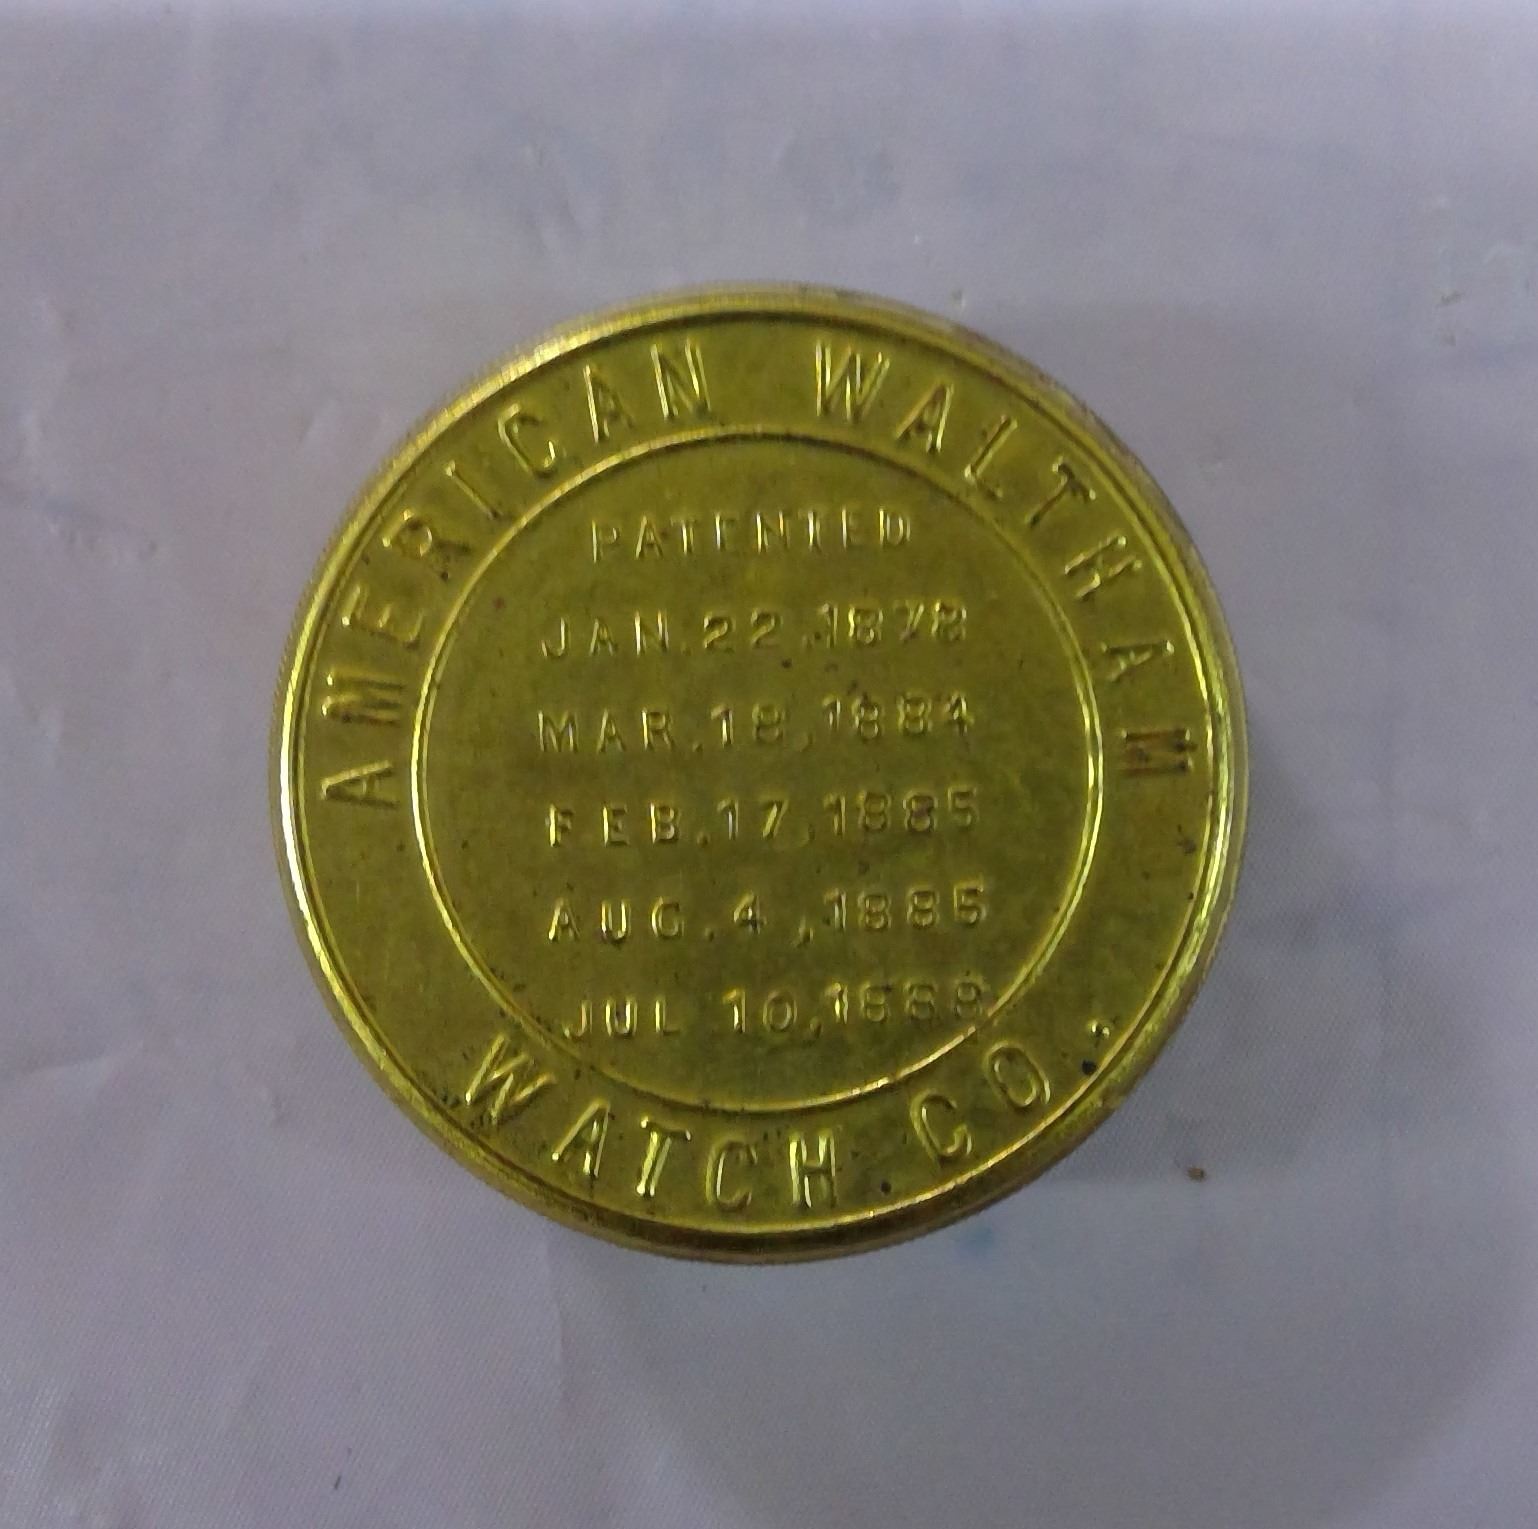 AMERICAN WALTHAM
PATENTED
JAN.22,1878
MAR.18,1884
FEB.17,1885
AUG.4,1885
JUL 10,1888
WATCH CO.